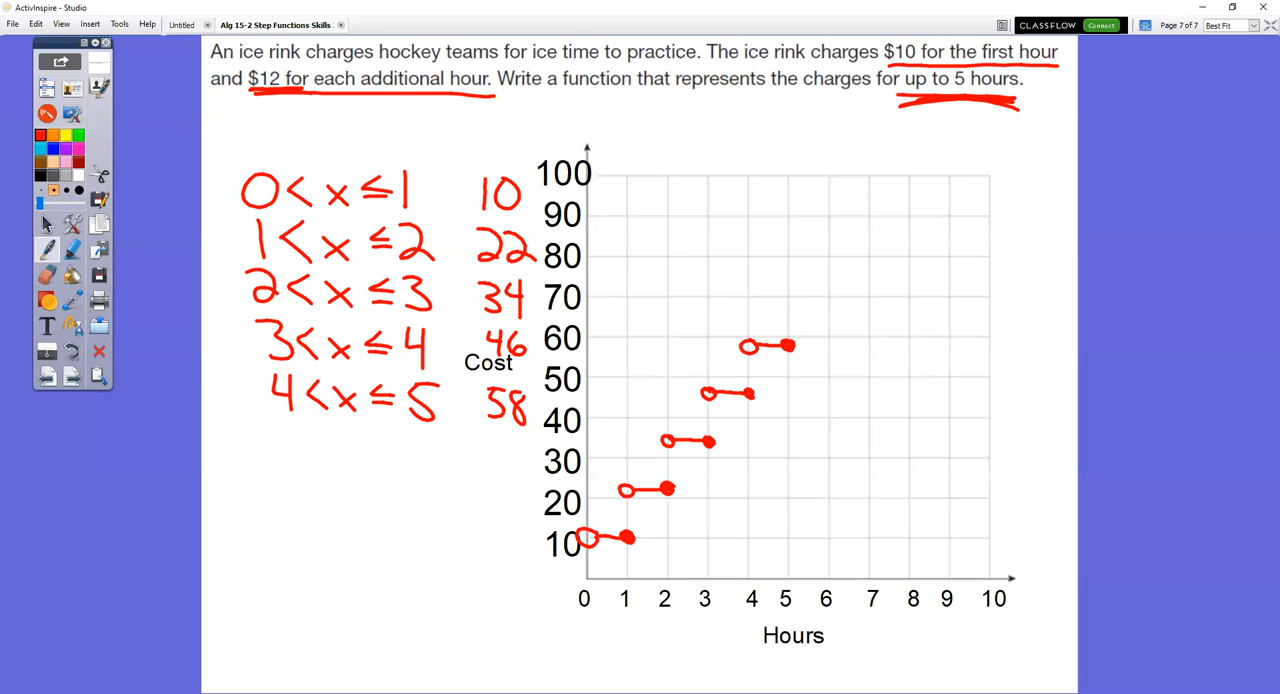 ActivInspire - Studio
File Edit View Insert Tools Help Untitled Alg 15-2 Step Functions Skills CLASSFLOW Connect Page 7 of 7 Best Fit
An ice rink charges hockey teams for ice time to practice. The ice rink charges $10 for the first hour
and $12 for each additional hour. Write a function that represents the charges for up to 5 hours.
0 < x ≤ 1 10
1 < x ≤ 2 22
2 < x ≤ 3 34
3 < x ≤ 4 46
4 < x ≤ 5 58
Cost
100
90
80
70
60
50
40
30
20
10
0 1 2 3 4 5 6 7 8 9 10
Hours